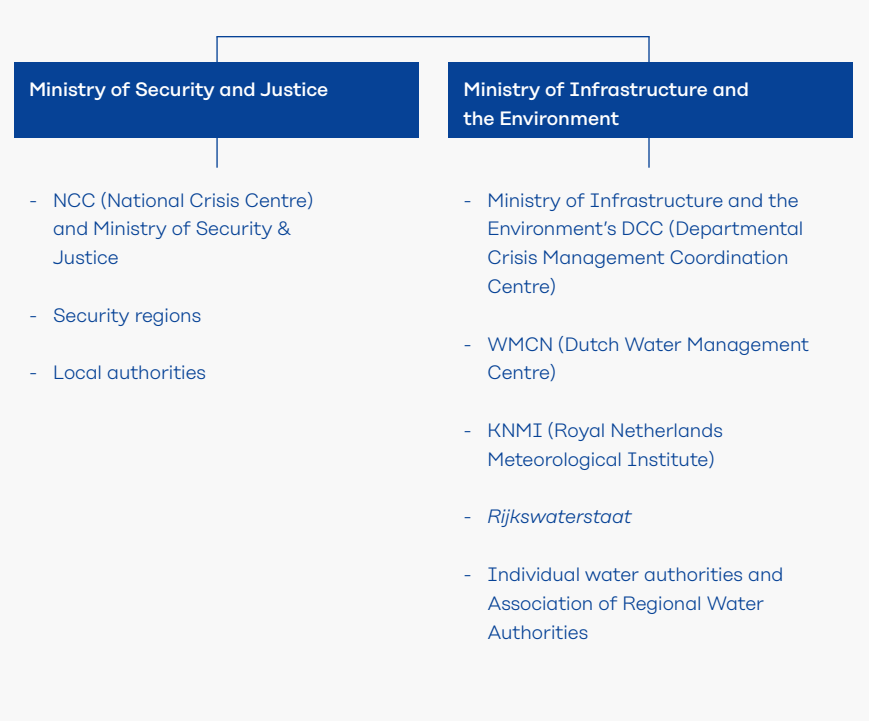 Ministry of Security and Justice
- NCC (National Crisis Centre)
and Ministry of Security &
Justice
- Security regions
- Local authorities
Ministry of Infrastructure and
the Environment
- Ministry of Infrastructure and the
Environment’s DCC (Departmental
Crisis Management Coordination
Centre)
- WMCN (Dutch Water Management
Centre)
- KNMI (Royal Netherlands
Meteorological Institute)
- Rijkswaterstaat
- Individual water authorities and
Association of Regional Water
Authorities